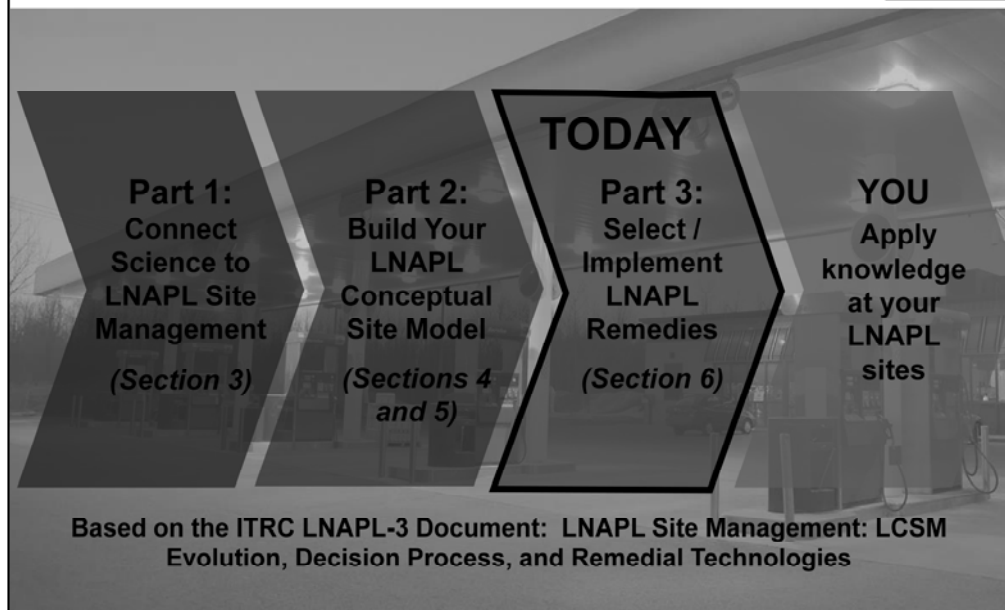 TODAY
Part 1:
Connect
Science to
LNAPL Site
Management
(Section 3)
Part 2:
Build Your
LNAPL
Conceptual
Site Model
(Sections 4
and 5)
Part 3:
Select /
Implement
LNAPL
Remedies
(Section 6)
YOU
Apply
knowledge
at your
LNAPL
sites
Based on the ITRC LNAPL-3 Document: LNAPL Site Management: LCSM
Evolution, Decision Process, and Remedial Technologies